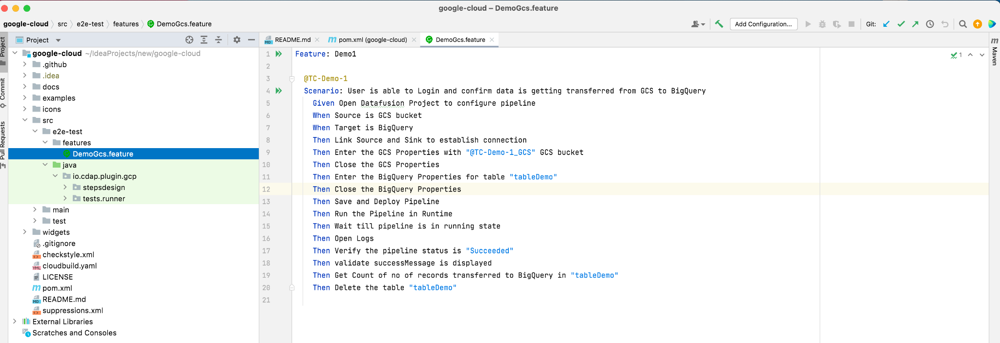 google-cloud – DemoGcs.feature
google-cloud src e2e-test features DemoGcs.feature
Add Configuration...
Git:
Project
Commit
Pull Requests
Project
google-cloud ~/IdeaProjects/new/google-cloud
.github
.idea
docs
examples
icons
src
e2e-test
features
DemoGcs.feature
java
io.cdap.plugin.gcp
stepsdesign
tests.runner
main
test
widgets
.gitignore
checkstyle.xml
cloudbuild.yaml
LICENSE
pom.xml
README.md
suppressions.xml
External Libraries
Scratches and Consoles
README.md
pom.xml (google-cloud)
DemoGcs.feature
1 Feature: Demo1
2
3 @TC-Demo-1
4 Scenario: User is able to Login and confirm data is getting transferred from GCS to BigQuery
5 Given Open Datafusion Project to configure pipeline
6 When Source is GCS bucket
7 When Target is BigQuery
8 Then Link Source and Sink to establish connection
9 Then Enter the GCS Properties with "@TC-Demo-1_GCS" GCS bucket
10 Then Close the GCS Properties
11 Then Enter the BigQuery Properties for table "tableDemo"
12 Then Close the BigQuery Properties
13 Then Save and Deploy Pipeline
14 Then Run the Pipeline in Runtime
15 Then Wait till pipeline is in running state
16 Then Open Logs
17 Then Verify the pipeline status is "Succeeded"
18 Then validate successMessage is displayed
19 Then Get Count of no of records transferred to BigQuery in "tableDemo"
20 Then Delete the table "tableDemo"
21
1
m
Maven